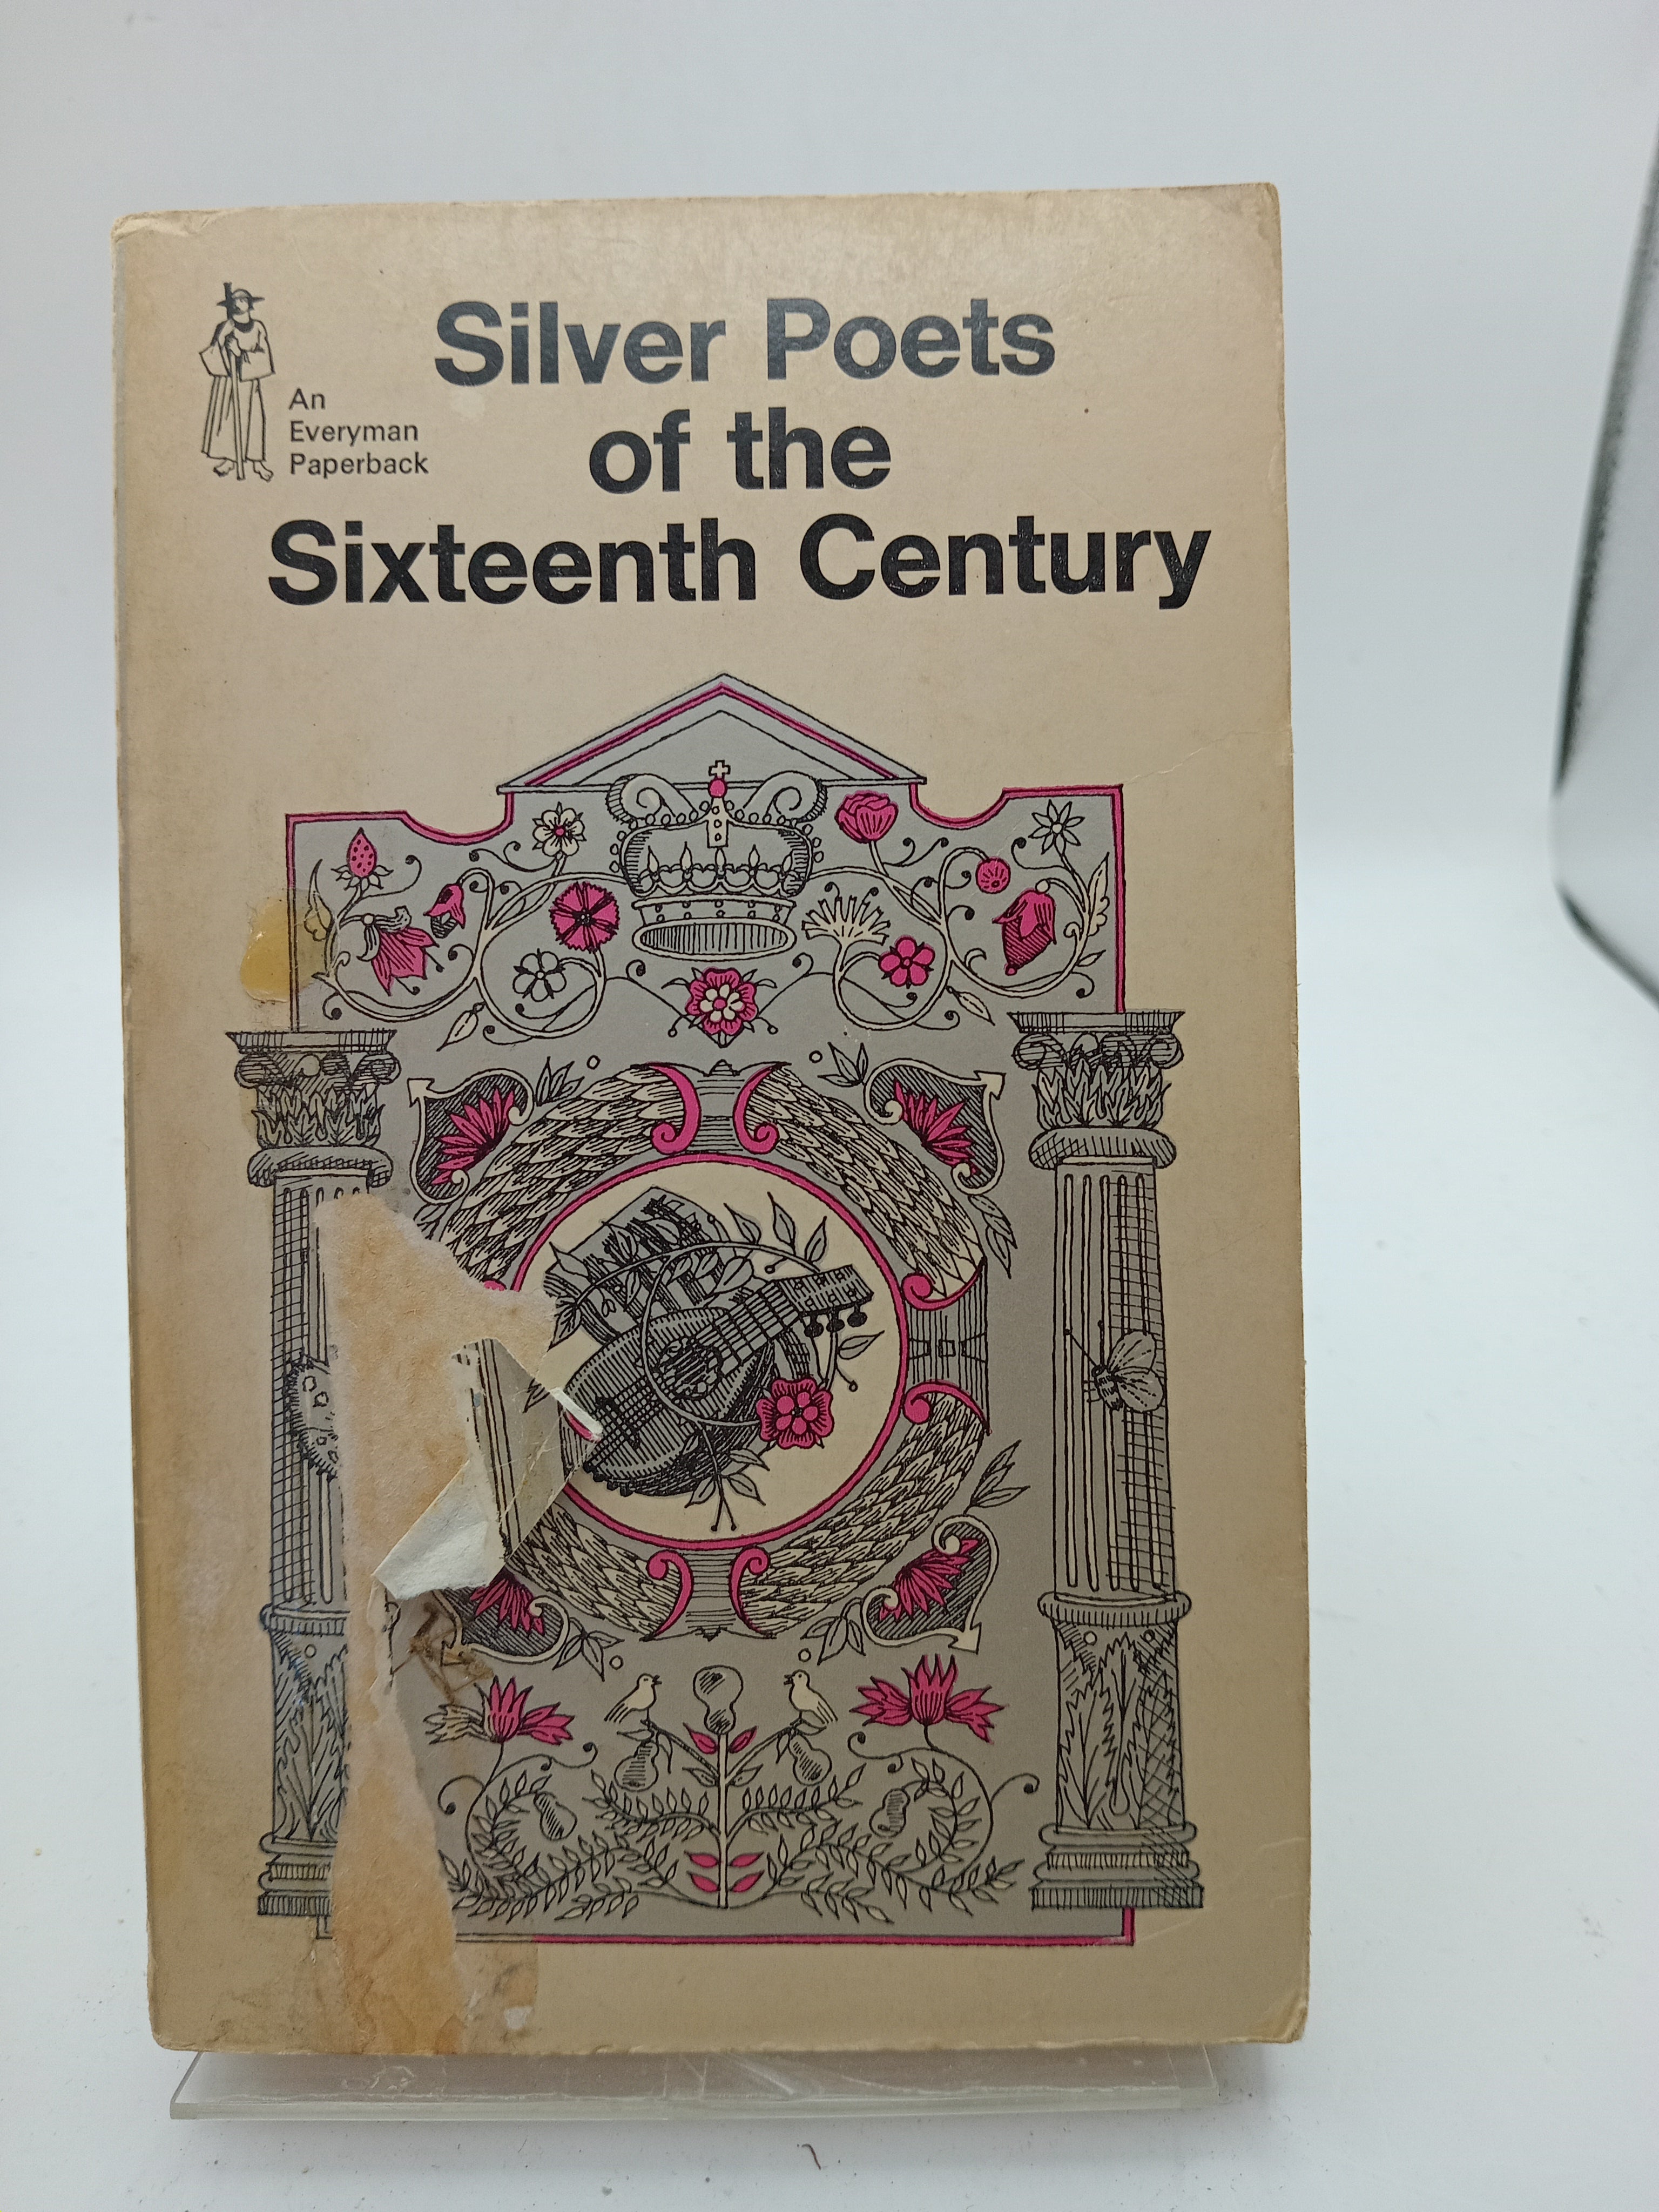 Silver Poets
of the
Sixteenth Century
An
Everyman
Paperback